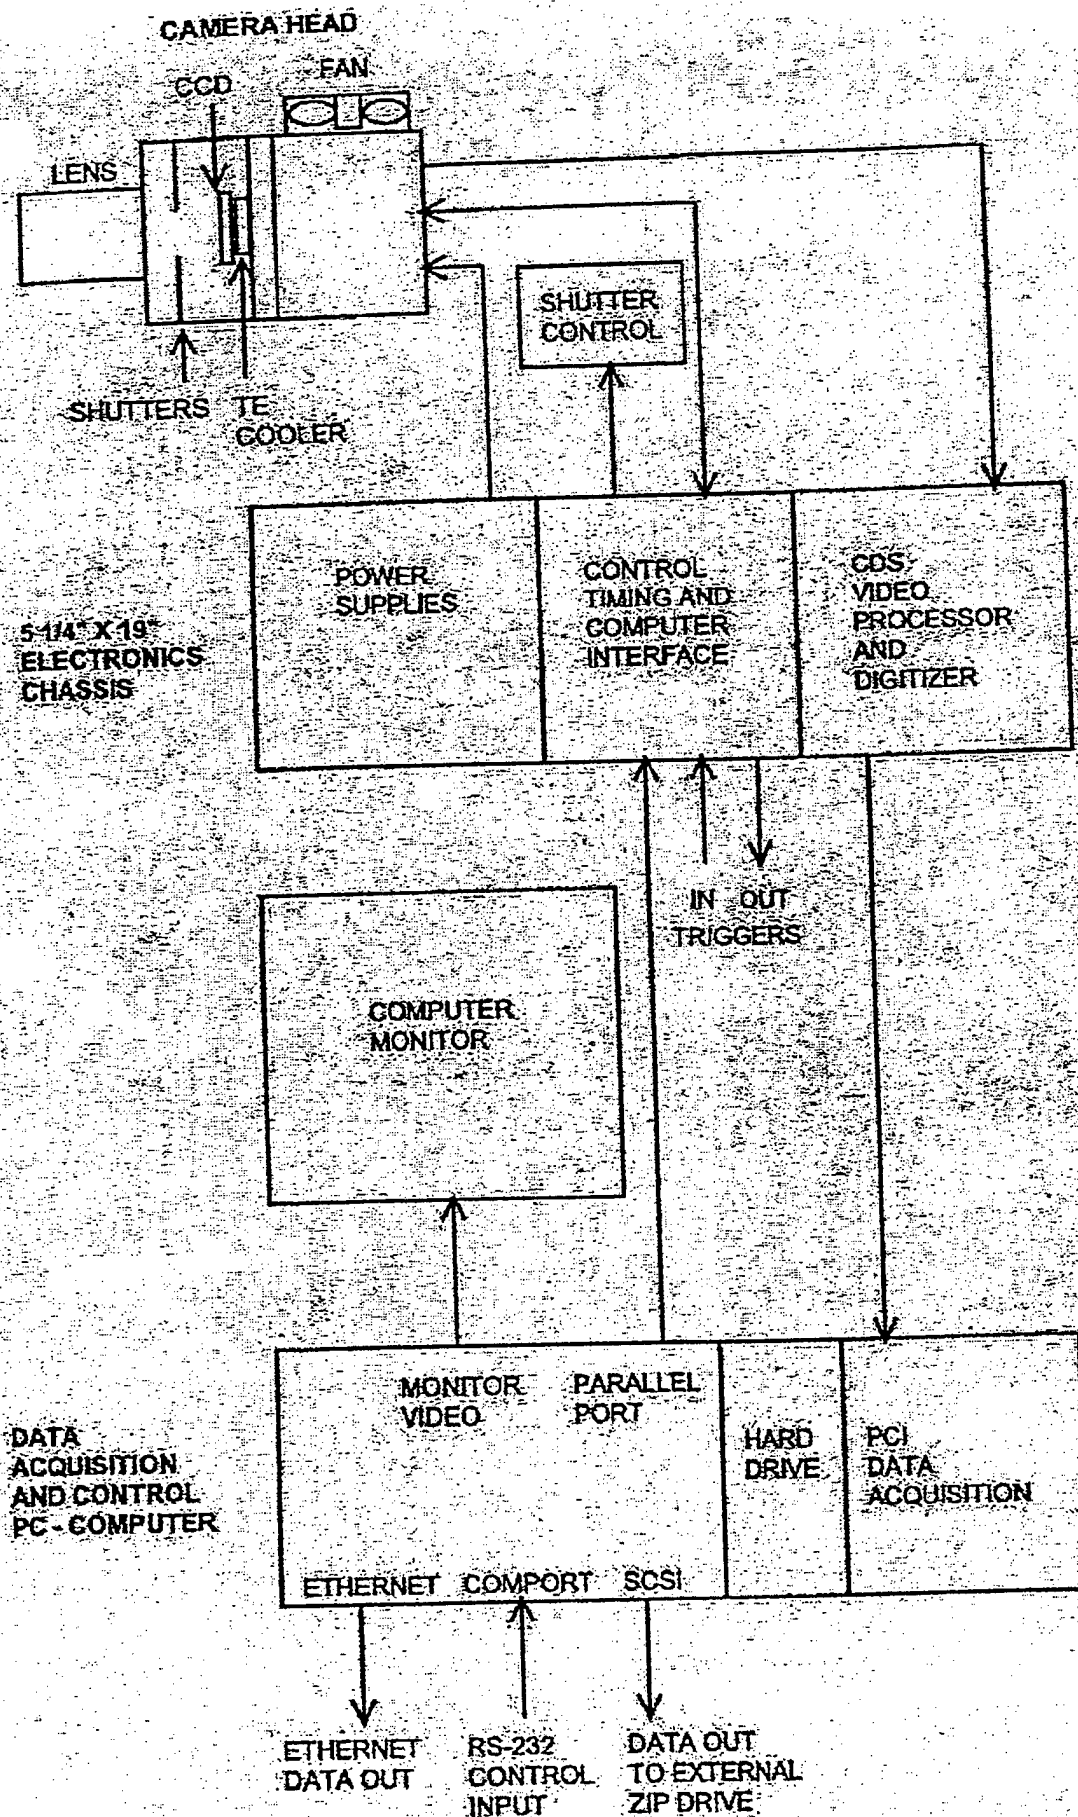 CAMERA HEAD
FAN
CCD
LENS
SHUTTER
CONTROL
SHUTTERS
TE
COOLER
5-1/4" X 19"
ELECTRONICS
CHASSIS
POWER
SUPPLIES
CONTROL
TIMING AND
COMPUTER
INTERFACE
CDS
VIDEO
PROCESSOR
AND
DIGITIZER
IN OUT
TRIGGERS
COMPUTER
MONITOR
DATA
ACQUISITION
AND CONTROL
PC - COMPUTER
MONITOR
VIDEO
PARALLEL
PORT
HARD
DRIVE
PCI
DATA
ACQUISITION
ETHERNET COMPORT SCSI
ETHERNET
DATA OUT
RS-232
CONTROL
INPUT
DATA OUT
TO EXTERNAL
ZIP DRIVE